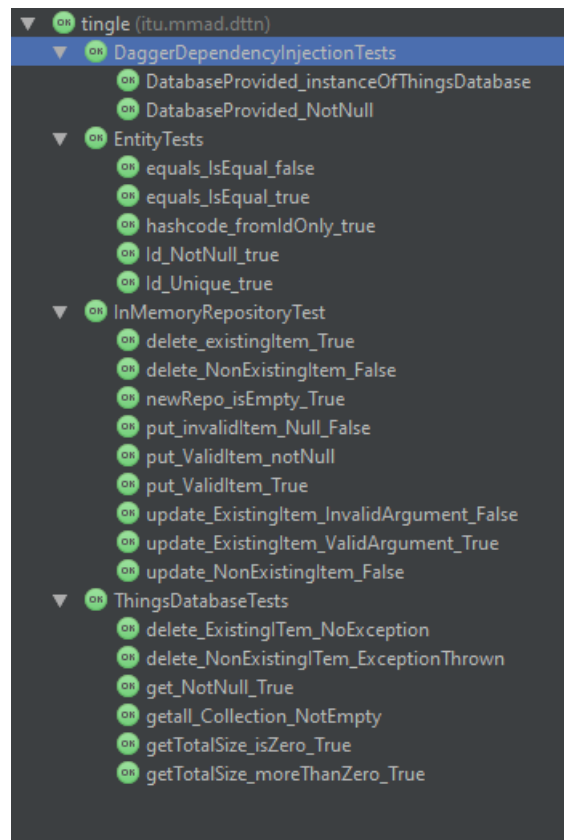 OK tingle (itu.mmad.dttn)
OK DaggerDependencyInjectionTests
OK DatabaseProvided_instanceOfThingsDatabase
OK DatabaseProvided_NotNull
OK EntityTests
OK equals_IsEqual_false
OK equals_IsEqual_true
OK hashcode_fromIdOnly_true
OK Id_NotNull_true
OK Id_Unique_true
OK InMemoryRepositoryTest
OK delete_existingItem_True
OK delete_NonExistingItem_False
OK newRepo_isEmpty_True
OK put_invalidItem_Null_False
OK put_ValidItem_notNull
OK put_ValidItem_True
OK update_ExistingItem_InvalidArgument_False
OK update_ExistingItem_ValidArgument_True
OK update_NonExistingItem_False
OK ThingsDatabaseTests
OK delete_ExistingITem_NoException
OK delete_NonExistingITem_ExceptionThrown
OK get_NotNull_True
OK getall_Collection_NotEmpty
OK getTotalSize_isZero_True
OK getTotalSize_moreThanZero_True